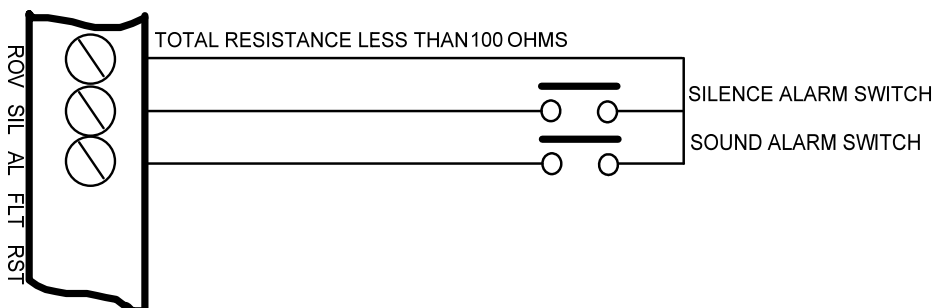 TOTAL RESISTANCE LESS THAN 100 OHMS
SILENCE ALARM SWITCH
SOUND ALARM SWITCH
ROV SIL AL FLT RST